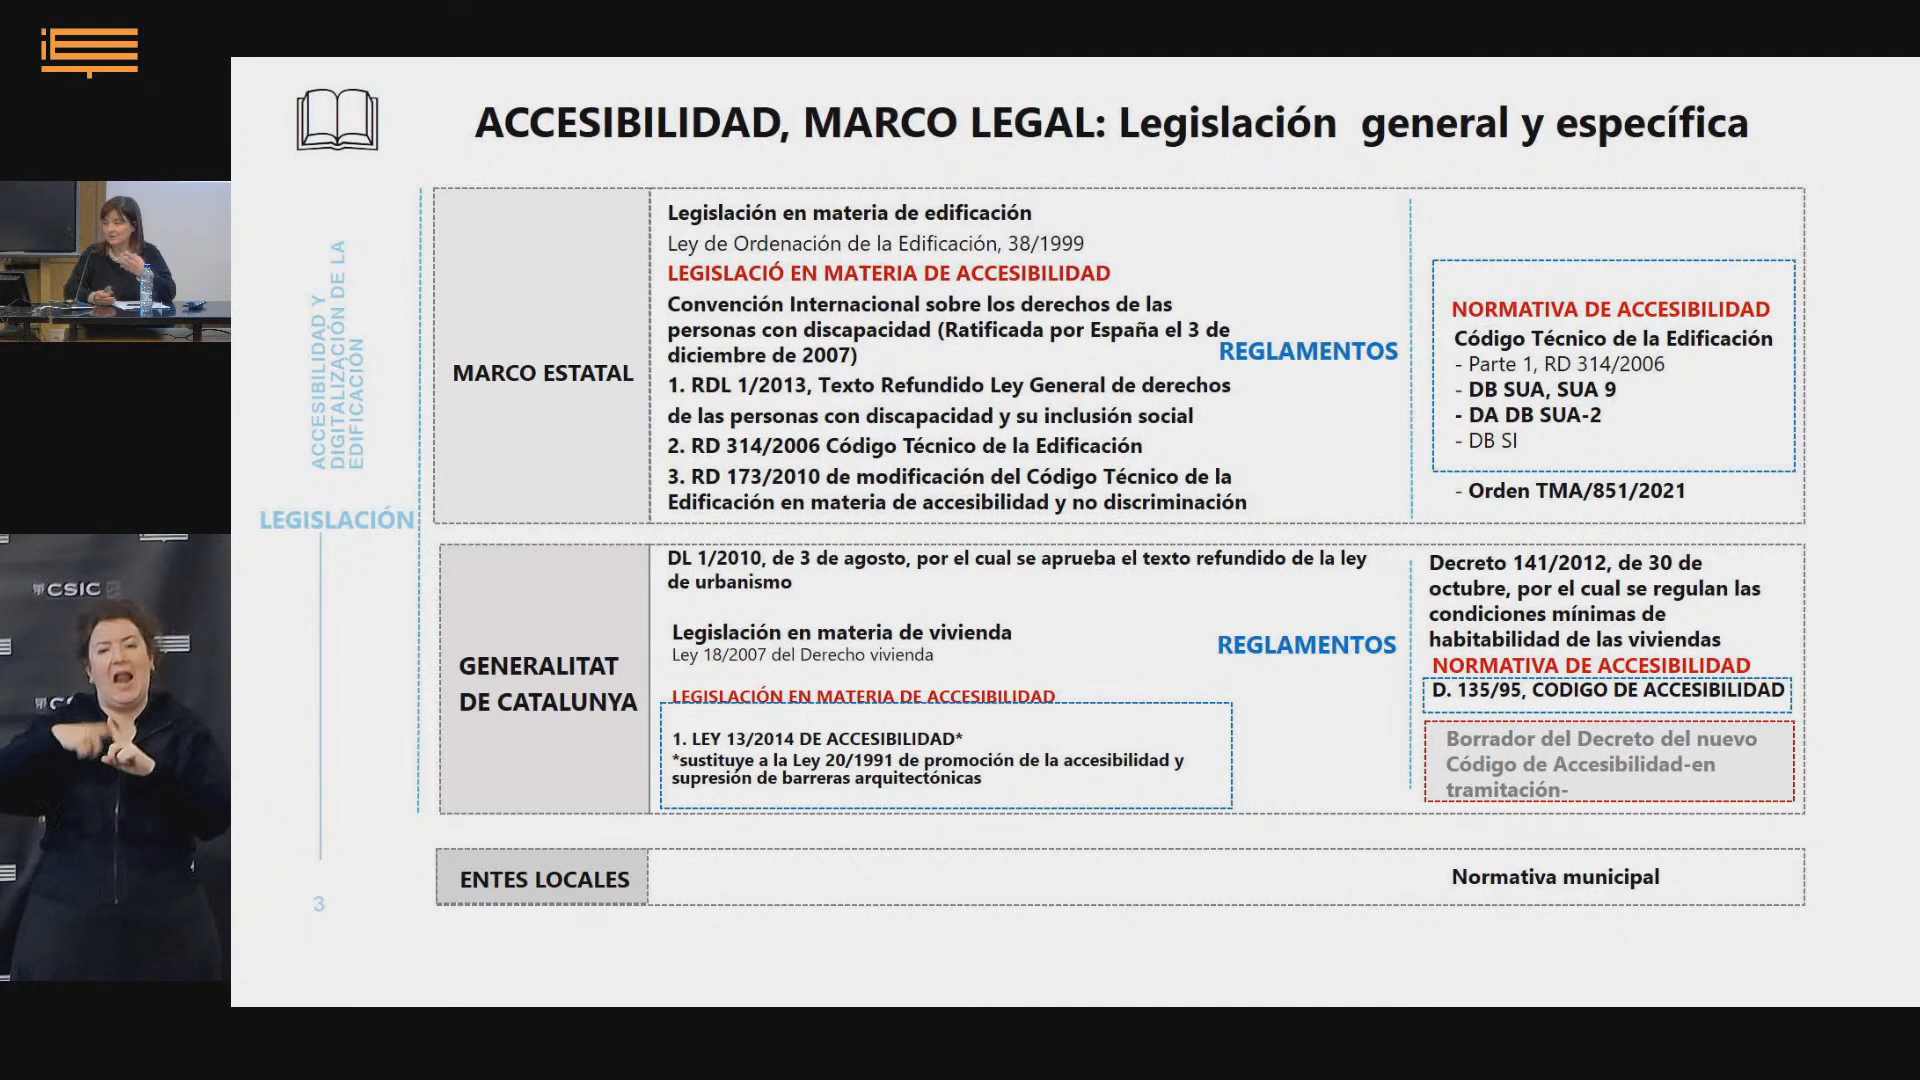 ACCESIBILIDAD, MARCO LEGAL: Legislación general y específica
ACCESIBILIDAD Y
DIGITALIZACIÓN DE LA
EDIFICACIÓN
LEGISLACIÓN
3
MARCO ESTATAL
Legislación en materia de edificación
Ley de Ordenación de la Edificación, 38/1999
LEGISLACIÓ EN MATERIA DE ACCESIBILIDAD
Convención Internacional sobre los derechos de las
personas con discapacidad (Ratificada por España el 3 de
diciembre de 2007)
1. RDL 1/2013, Texto Refundido Ley General de derechos
de las personas con discapacidad y su inclusión social
2. RD 314/2006 Código Técnico de la Edificación
3. RD 173/2010 de modificación del Código Técnico de la
Edificación en materia de accesibilidad y no discriminación
REGLAMENTOS
NORMATIVA DE ACCESIBILIDAD
Código Técnico de la Edificación
- Parte 1, RD 314/2006
- DB SUA, SUA 9
- DA DB SUA-2
- DB SI
- Orden TMA/851/2021
GENERALITAT
DE CATALUNYA
DL 1/2010, de 3 de agosto, por el cual se aprueba el texto refundido de la ley
de urbanismo
Legislación en materia de vivienda
Ley 18/2007 del Derecho vivienda
LEGISLACIÓN EN MATERIA DE ACCESIBILIDAD
1. LEY 13/2014 DE ACCESIBILIDAD*
*sustituye a la Ley 20/1991 de promoción de la accesibilidad y
supresión de barreras arquitectónicas
REGLAMENTOS
Decreto 141/2012, de 30 de
octubre, por el cual se regulan las
condiciones mínimas de
habitabilidad de las viviendas
NORMATIVA DE ACCESIBILIDAD
D. 135/95, CODIGO DE ACCESIBILIDAD
Borrador del Decreto del nuevo
Código de Accesibilidad-en
tramitación-
ENTES LOCALES
Normativa municipal
CSIC